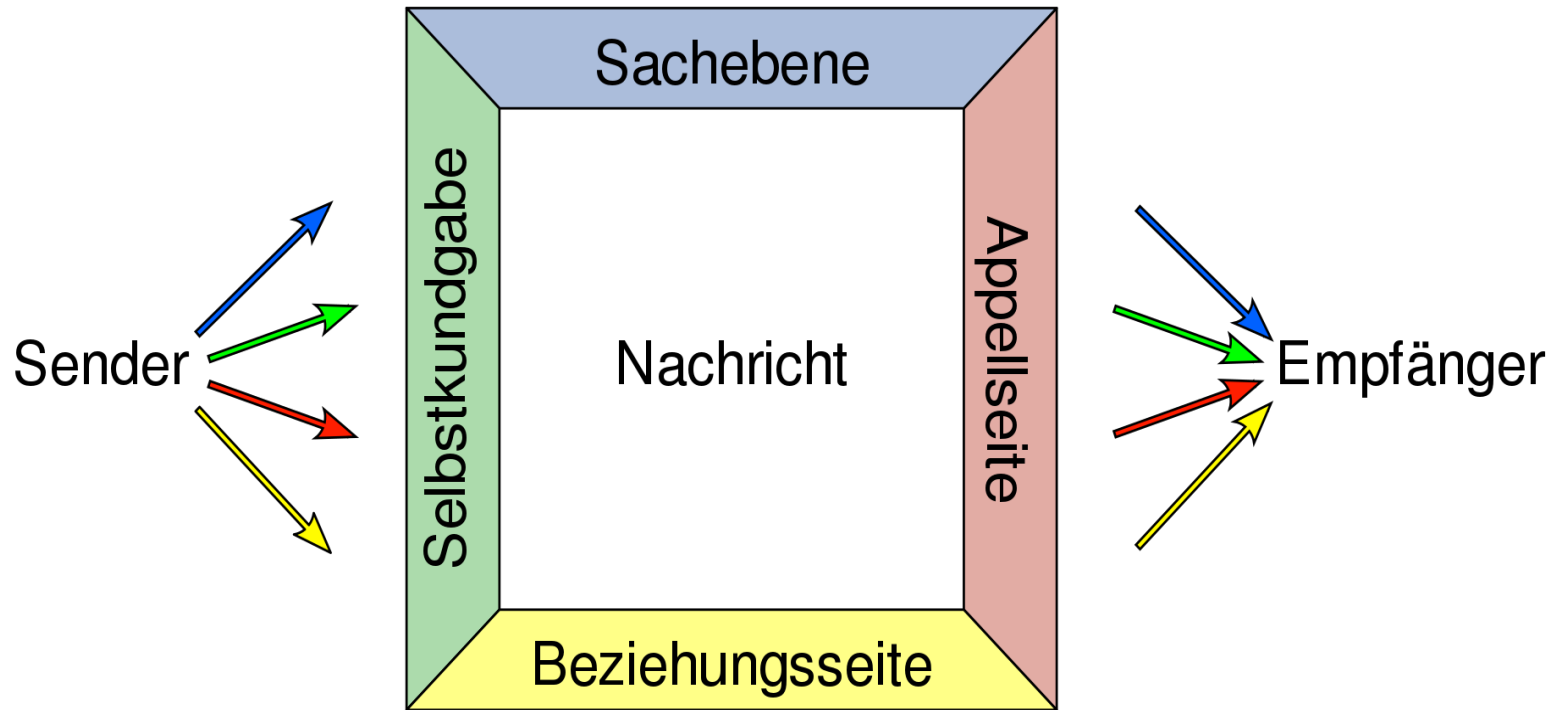 Sachebene
Sender
Selbstkundgabe
Nachricht
Appellseite
Empfänger
Beziehungsseite